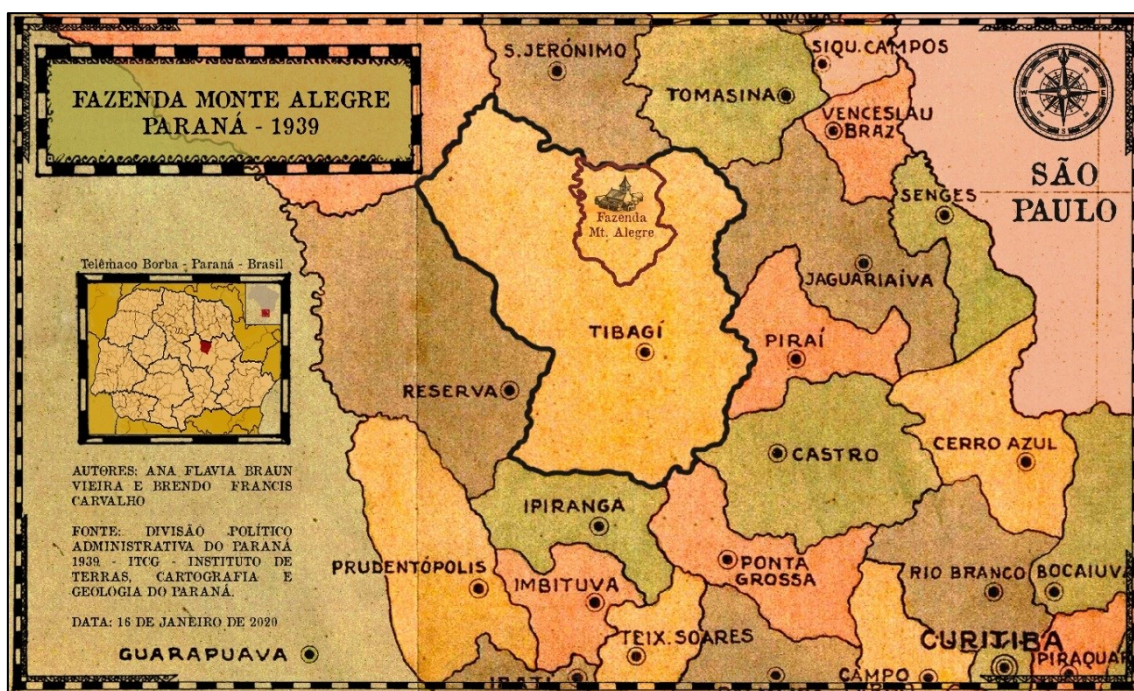 FAZENDA MONTE ALEGRE
PARANÁ - 1939
S. JERÓNIMO
SIQU. CAMPOS
TOMASINA
VENCESLAU
BRAZ
SÃO
PAULO
SENGES
Fazenda
Mt. Alegre
Telêmaco Borba - Paraná - Brasil
JAGUARIAÍVA
TIBAGÍ
PIRAÍ
RESERVA
CASTRO
CERRO AZUL
AUTORES: ANA FLAVIA BRAUN
VIEIRA E BRENDO FRANCIS
CARVALHO
FONTE: DIVISÃO POLÍTICO
ADMINISTRATIVA DO PARANÁ
1939 - ITCG - INSTITUTO DE
TERRAS, CARTOGRAFIA E
GEOLOGIA DO PARANÁ.
DATA: 16 DE JANEIRO DE 2020
IPIRANGA
PRUDENTÓPOLIS
IMBITUVA
PONTA
GROSSA
RIO BRANCO
BOCAIUVA
TEIX. SOARES
CURITIBA
GUARAPUAVA
CÂMPO
PIRAQUAR